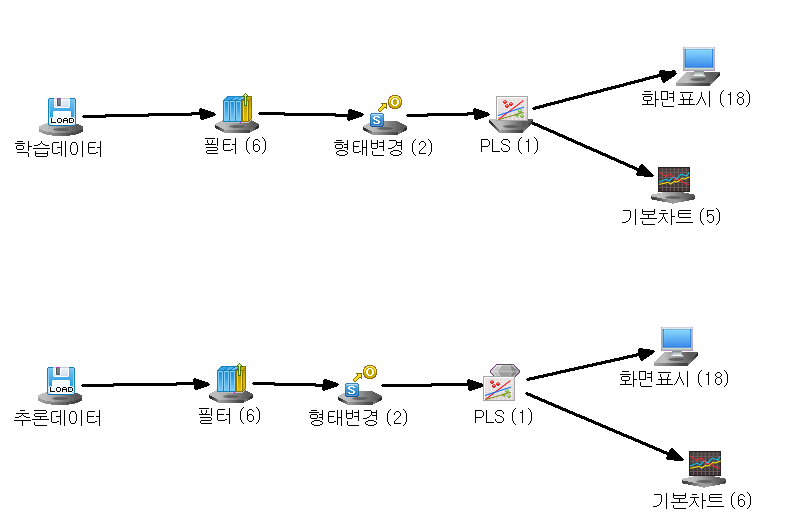 LOAD
S
O
화면표시 (18)
학습데이터
필터 (6)
형태변경 (2)
PLS (1)
기본차트 (5)
LOAD
S
O
화면표시 (18)
추론데이터
필터 (6)
형태변경 (2)
PLS (1)
기본차트 (6)